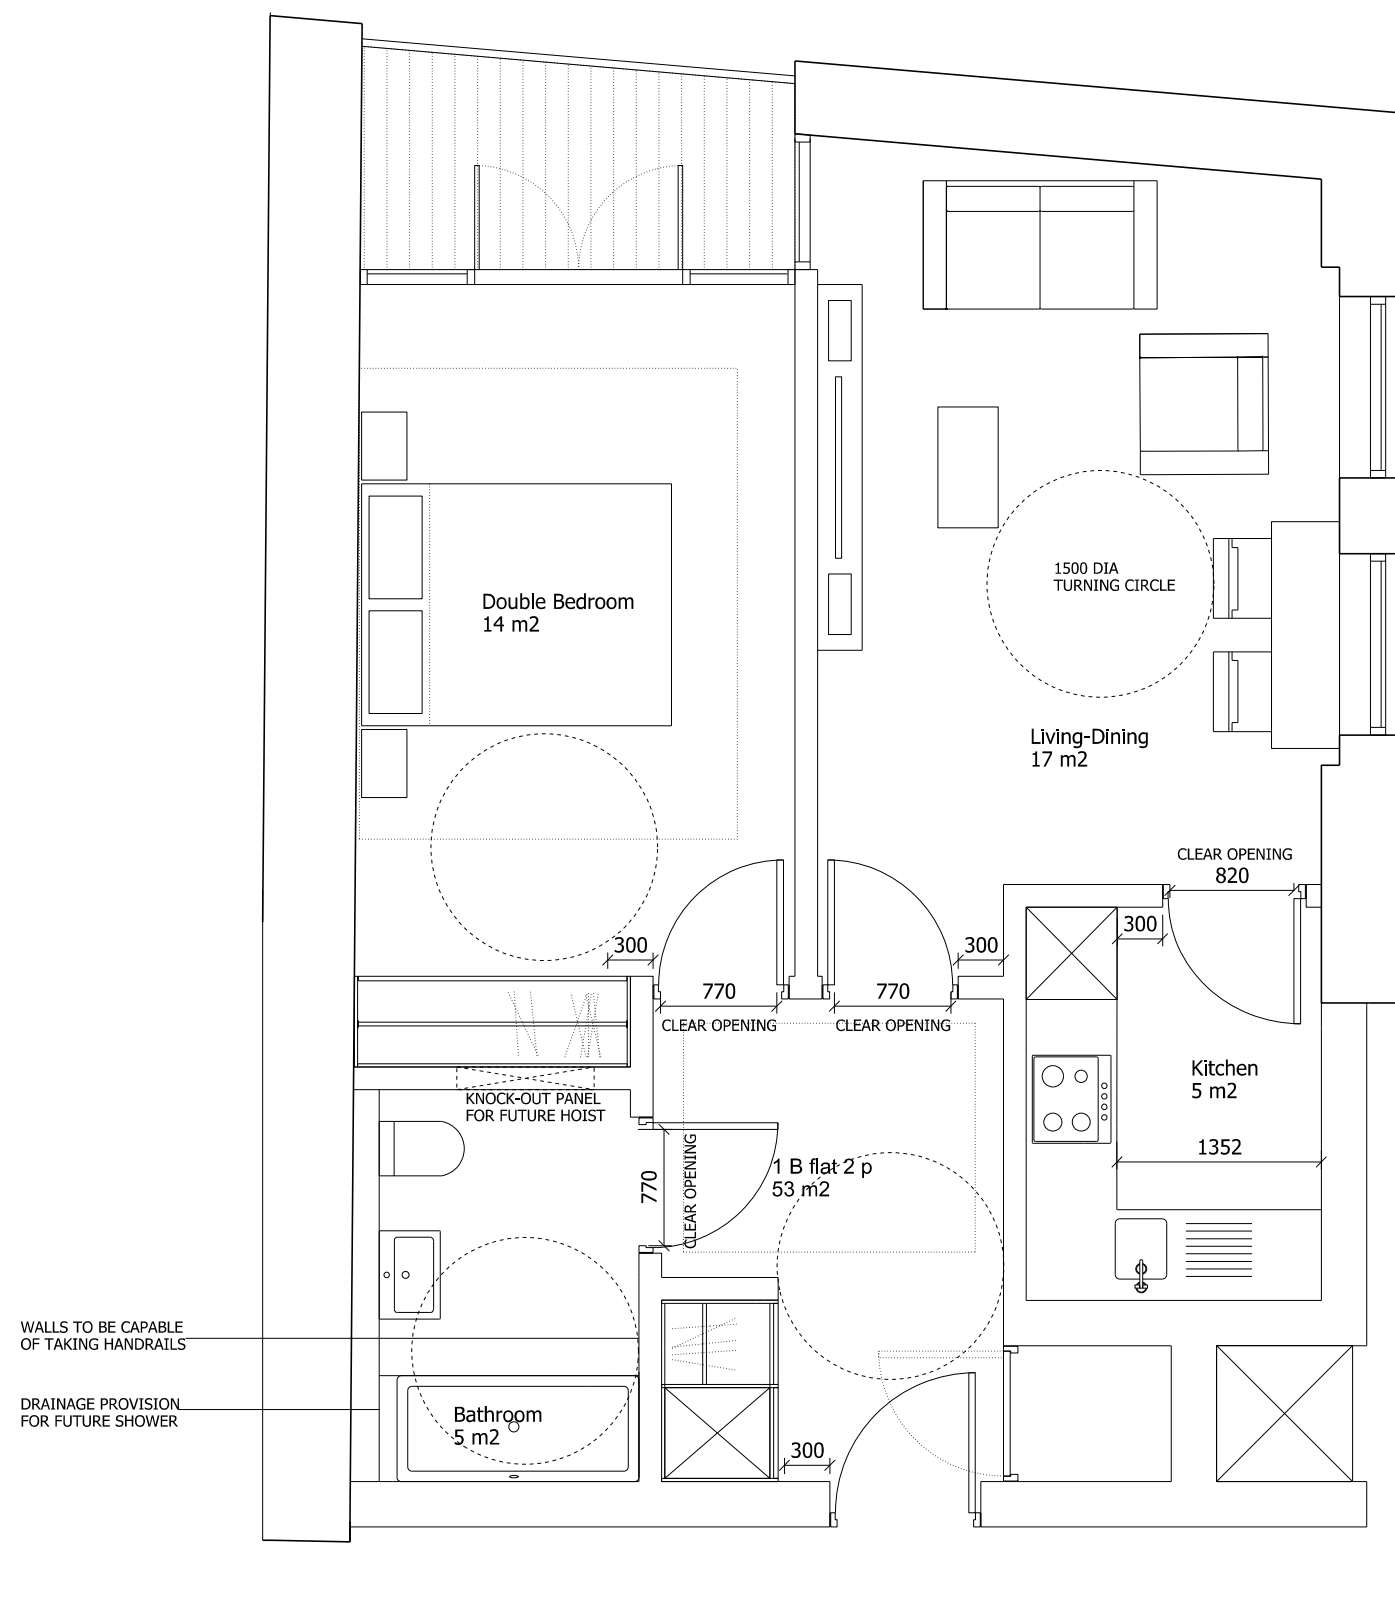 Double Bedroom
14 m2
1500 DIA
TURNING CIRCLE
Living-Dining
17 m2
CLEAR OPENING
820
300
300
300
770
770
CLEAR OPENING
CLEAR OPENING
Kitchen
5 m2
1352
KNOCK-OUT PANEL
FOR FUTURE HOIST
770
CLEAR OPENING
1 B flat 2 p
53 m2
WALLS TO BE CAPABLE
OF TAKING HANDRAILS
DRAINAGE PROVISION
FOR FUTURE SHOWER
Bathroom
5 m2
300